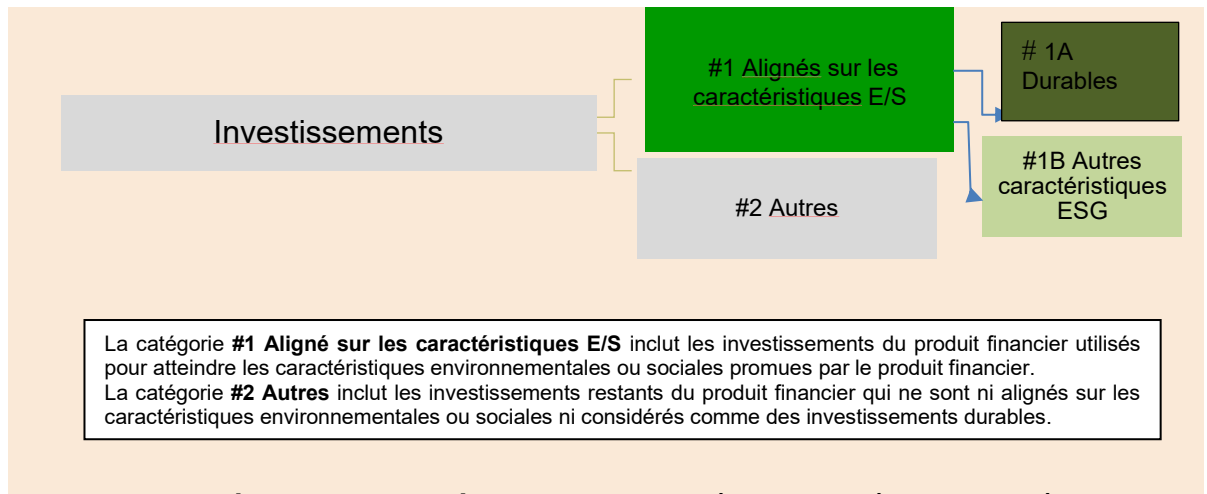 Investissements
#1 Alignés sur les
caractéristiques E/S
#2 Autres
# 1A
Durables
#1B Autres
caractéristiques
ESG
La catégorie #1 Aligné sur les caractéristiques E/S inclut les investissements du produit financier utilisés
pour atteindre les caractéristiques environnementales ou sociales promues par le produit financier.
La catégorie #2 Autres inclut les investissements restants du produit financier qui ne sont ni alignés sur les
caractéristiques environnementales ou sociales ni considérés comme des investissements durables.